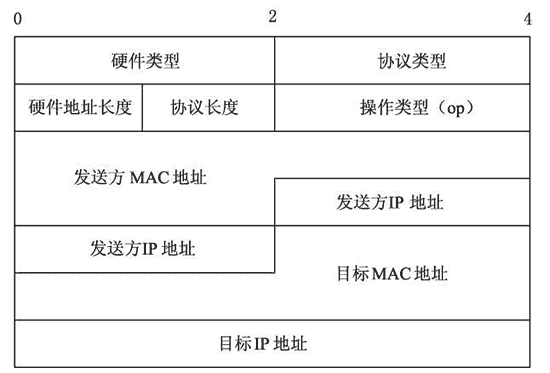 0 2 4
硬件类型 协议类型
硬件地址长度 协议长度 操作类型（op）
发送方 MAC 地址
发送方IP 地址
发送方IP 地址
目标MAC 地址
目标IP 地址